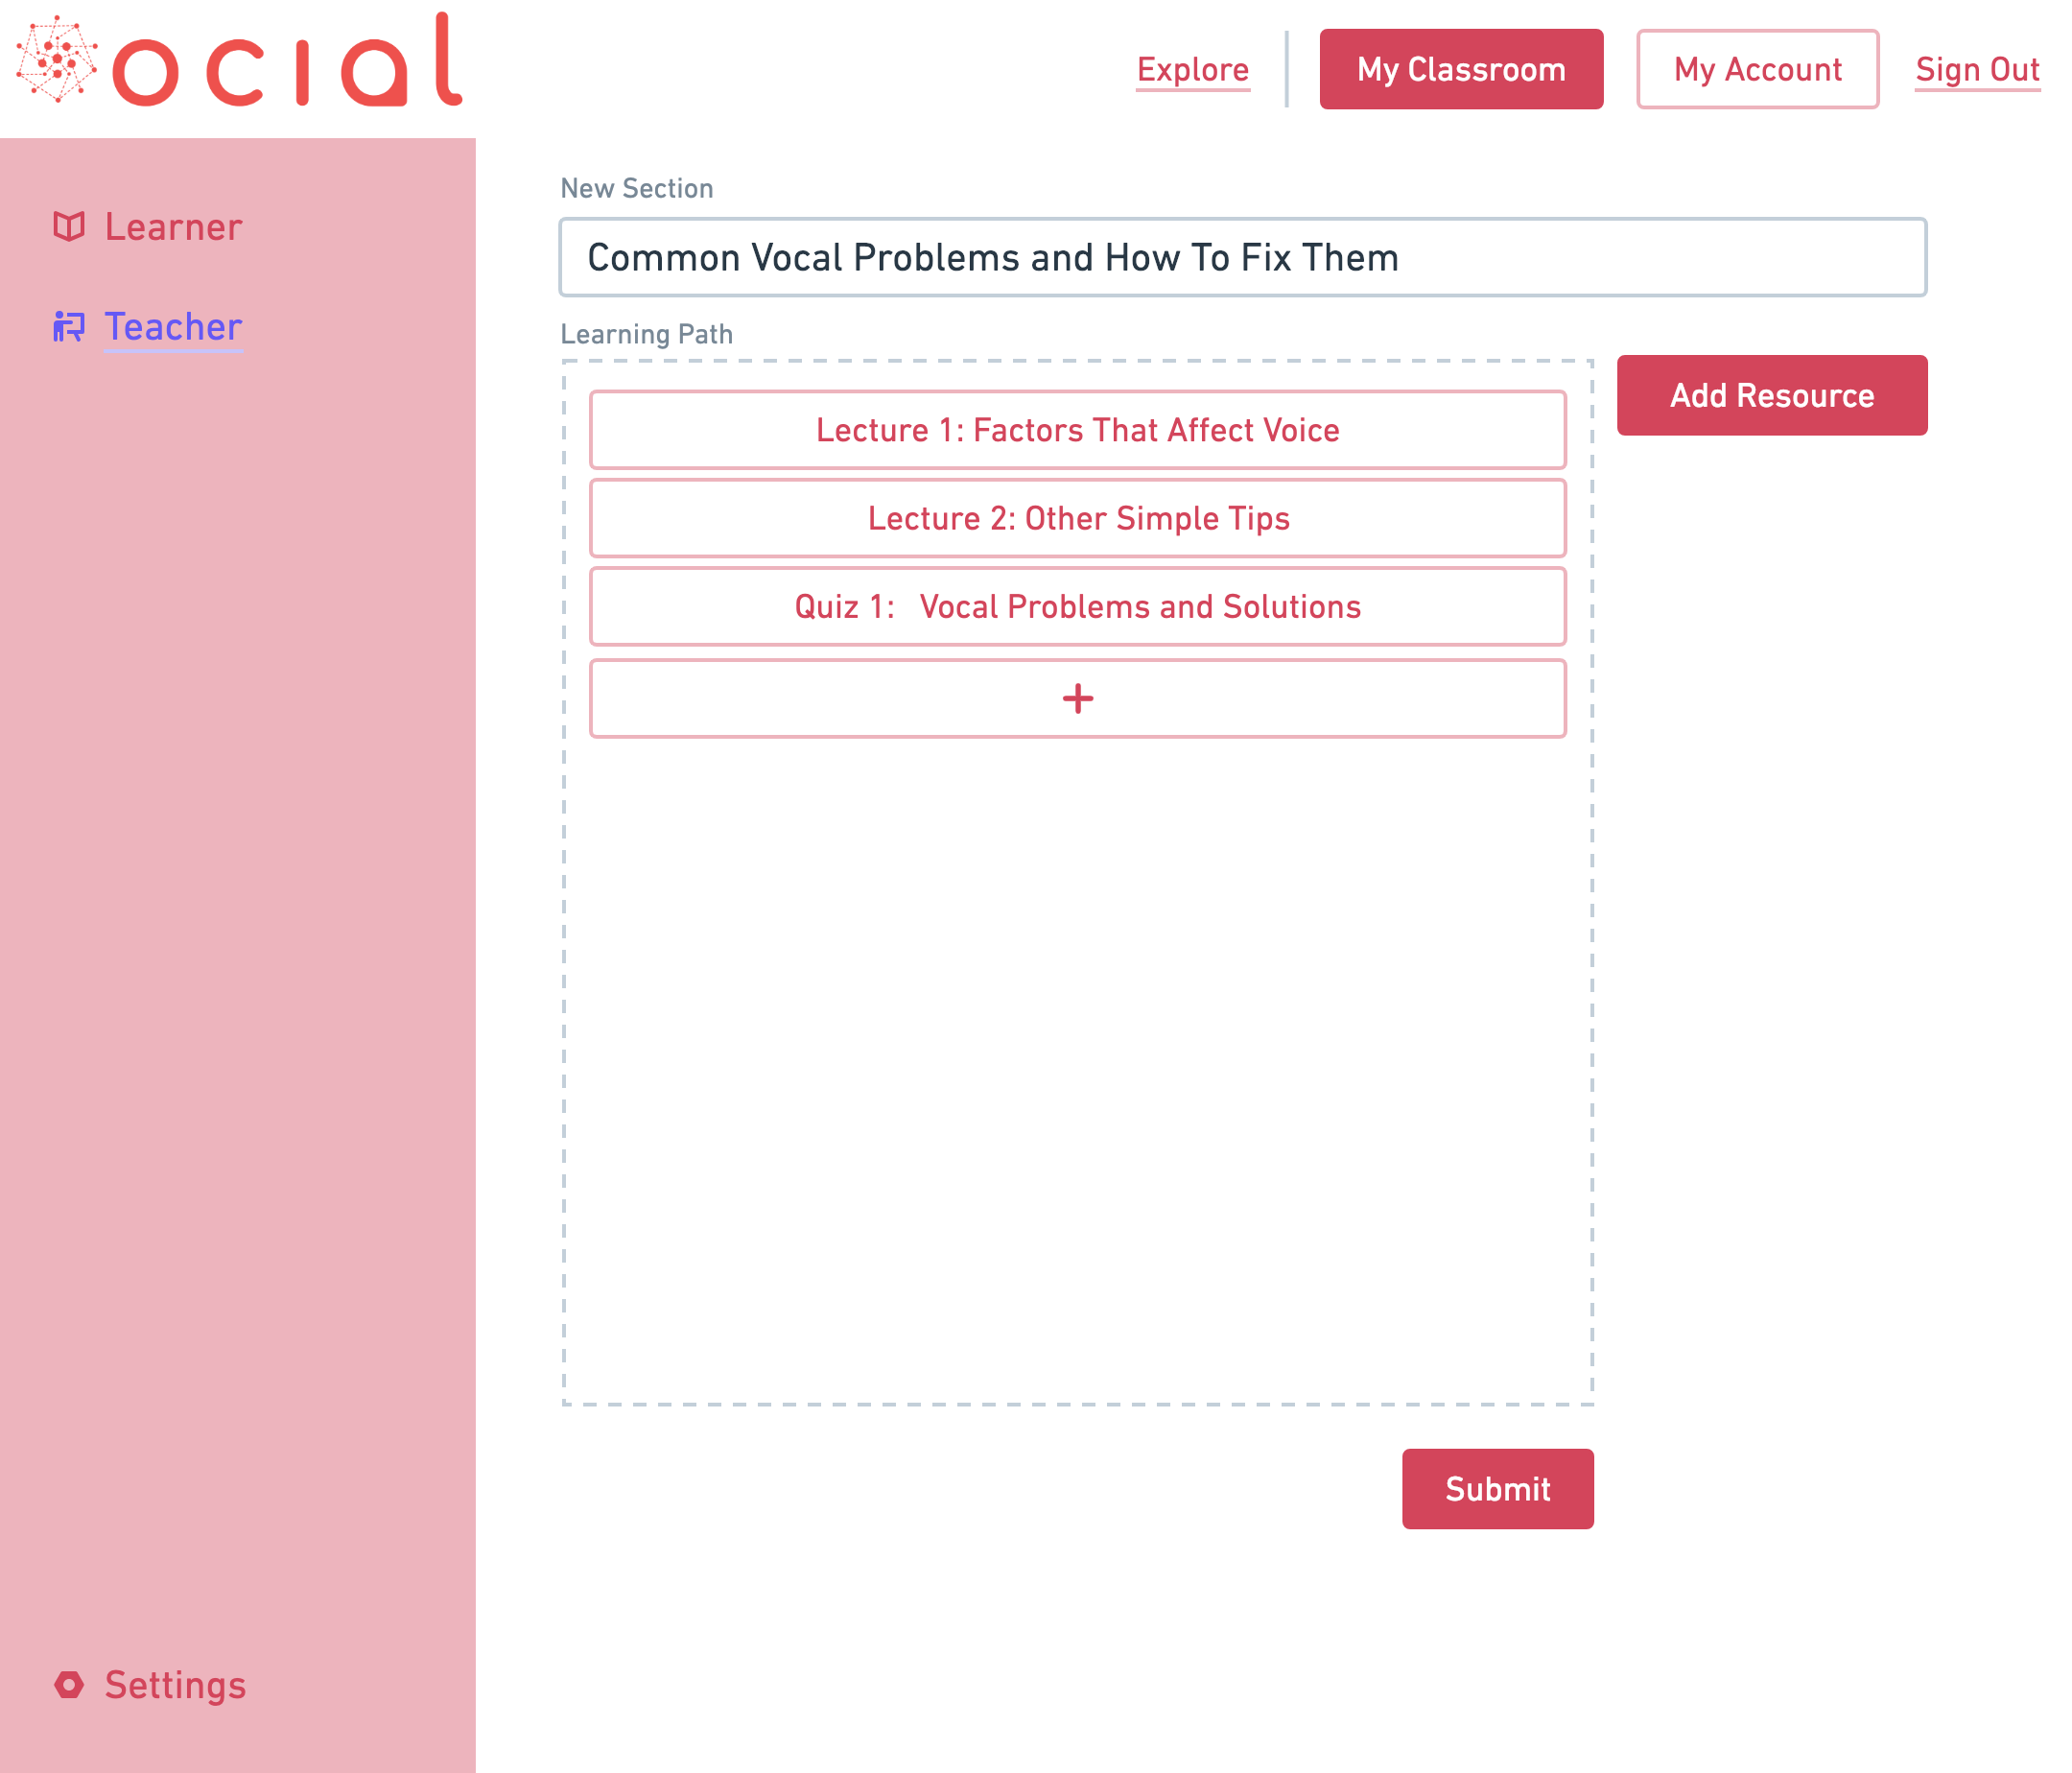 ocial
Explore
My Classroom
My Account
Sign Out
Learner
Teacher
Settings
New Section
Common Vocal Problems and How To Fix Them
Learning Path
Lecture 1: Factors That Affect Voice
Lecture 2: Other Simple Tips
Quiz 1: Vocal Problems and Solutions
+
Add Resource
Submit